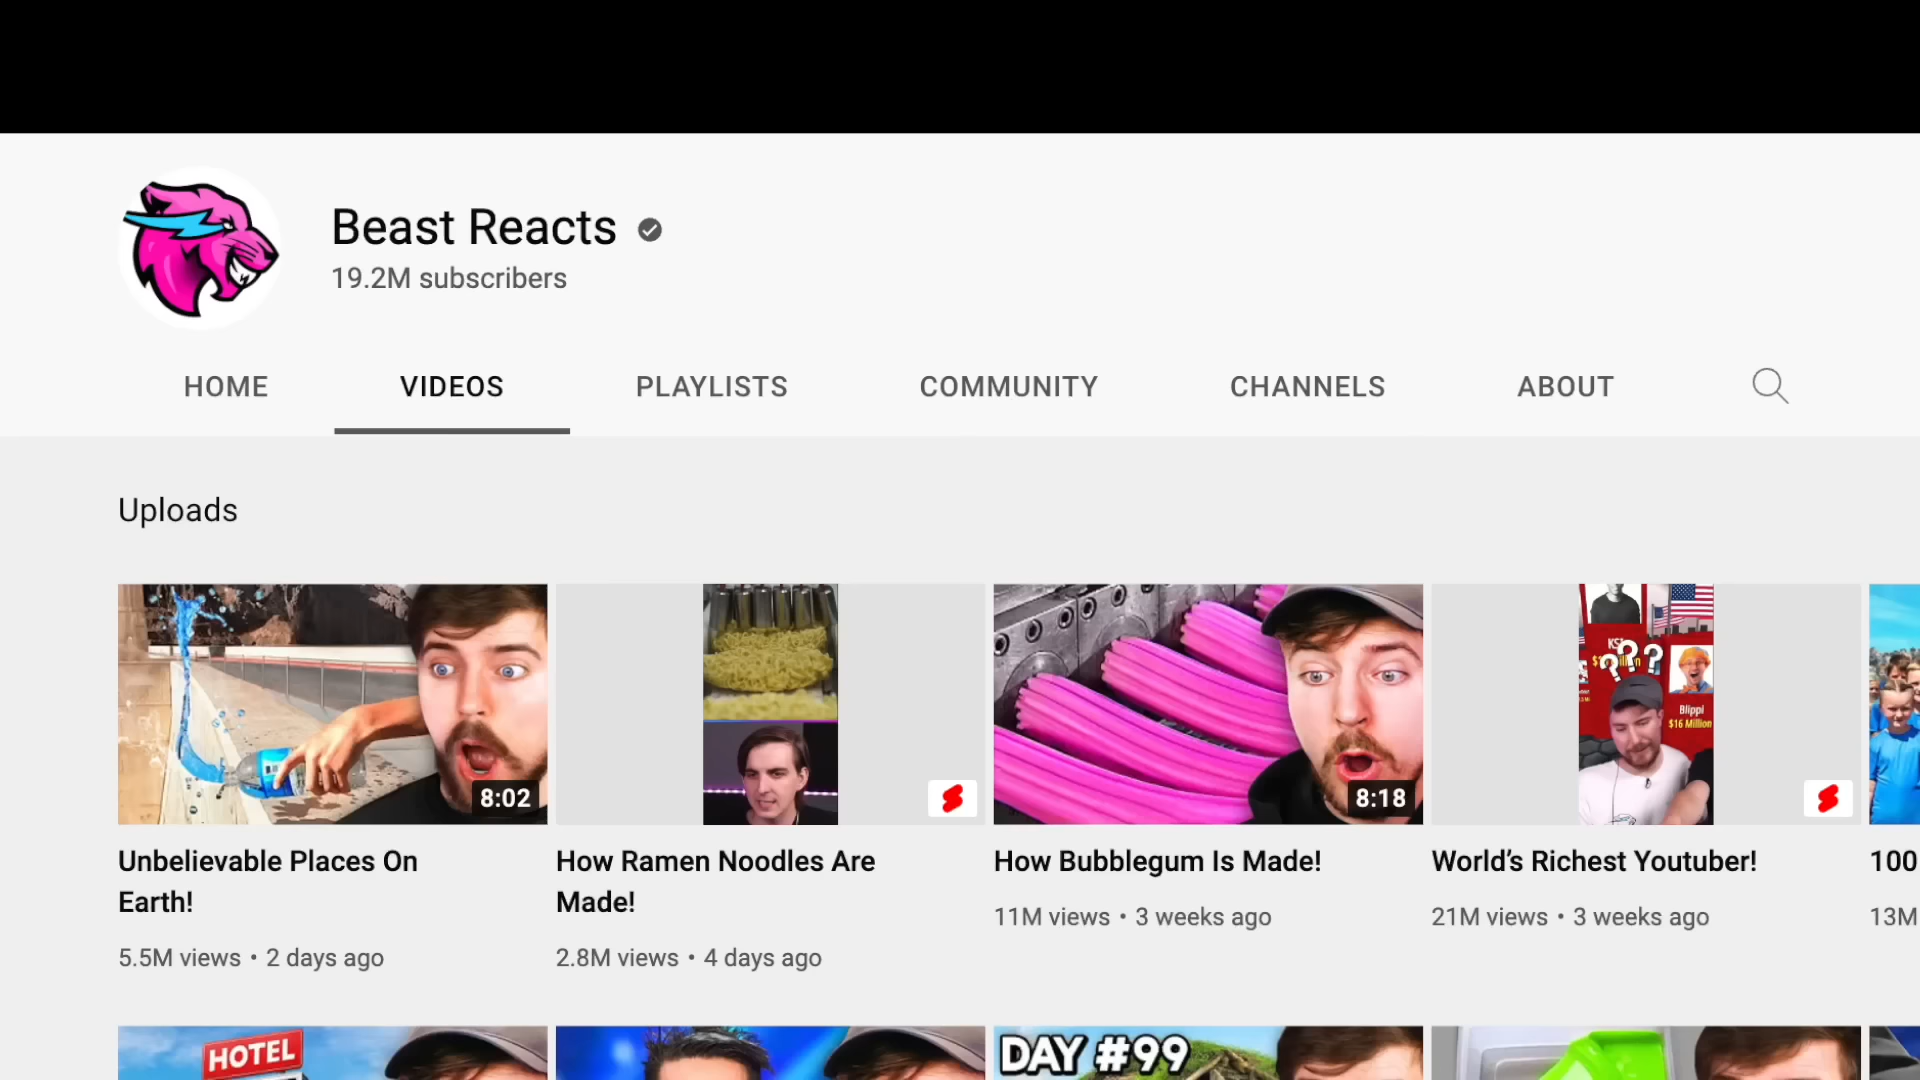 Beast Reacts
19.2M subscribers
HOME VIDEOS PLAYLISTS COMMUNITY CHANNELS ABOUT
Uploads
8:02
8:18
Blippi
$16 Million
Unbelievable Places On
Earth!
5.5M views • 2 days ago
How Ramen Noodles Are
Made!
2.8M views • 4 days ago
How Bubblegum Is Made!
11M views • 3 weeks ago
World's Richest Youtuber!
21M views • 3 weeks ago
100
13M
HOTEL
DAY #99